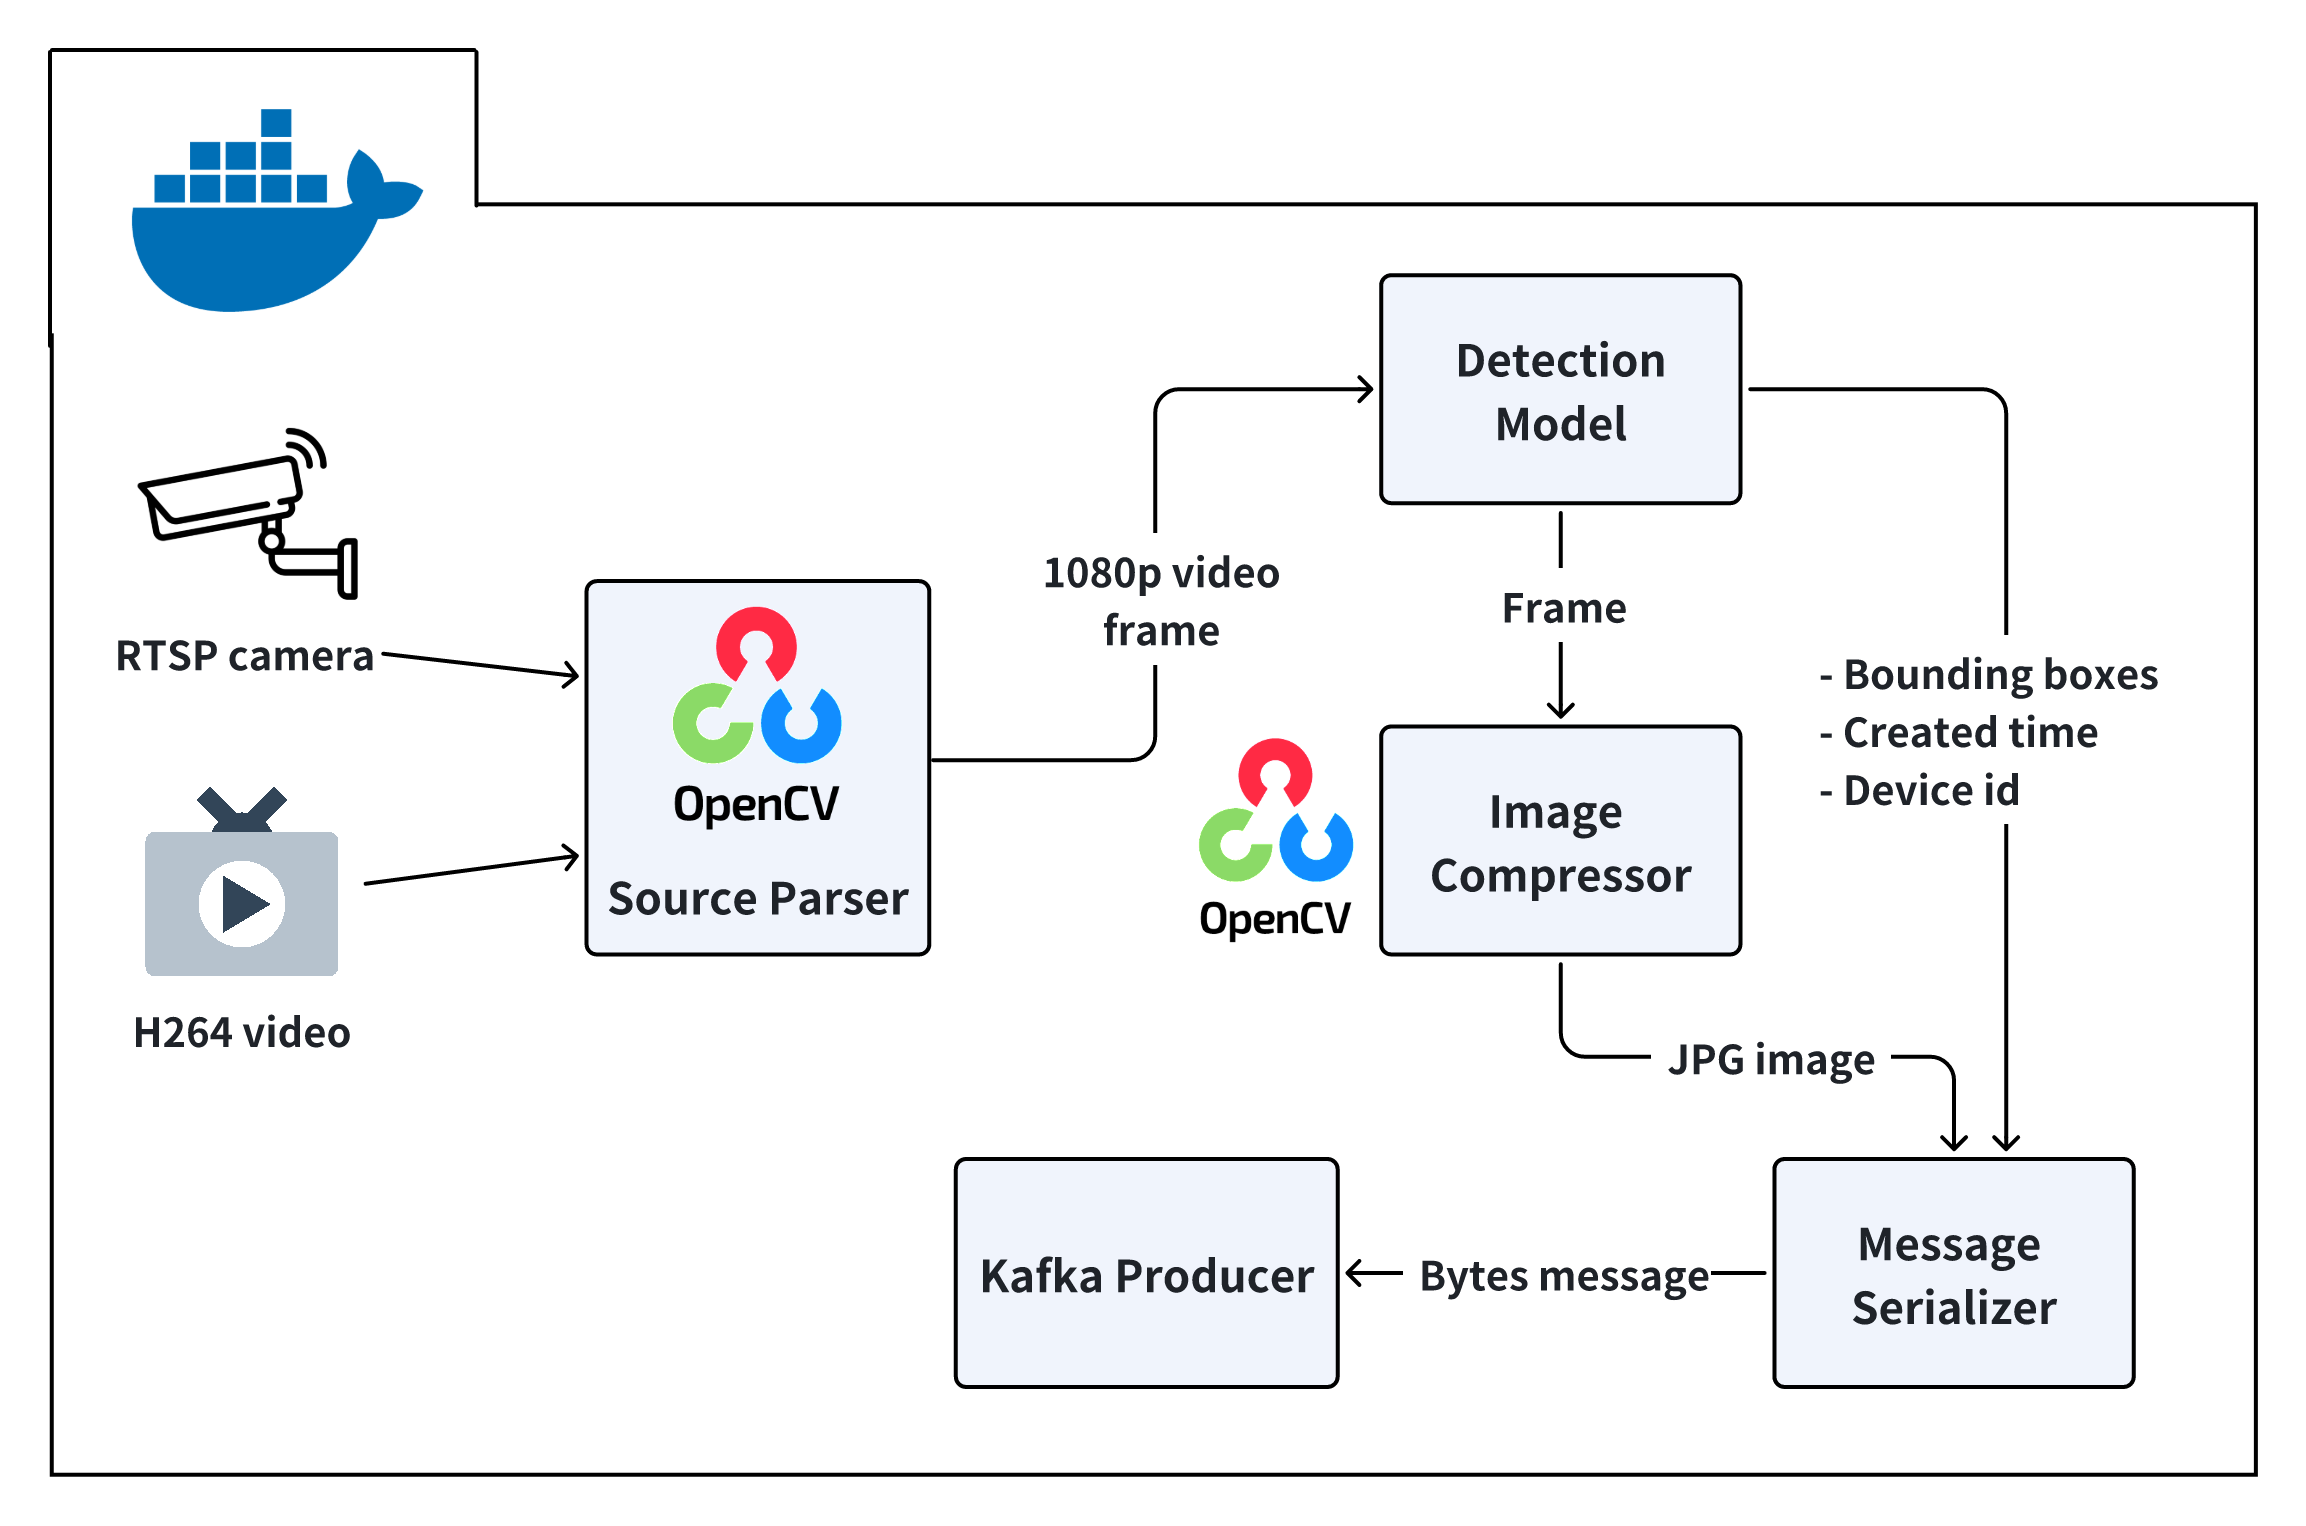 RTSP camera
H264 video
OpenCV
Source Parser
1080p video
frame
Detection
Model
Frame
- Bounding boxes
- Created time
- Device id
OpenCV
Image
Compressor
JPG image
Message
Serializer
Bytes message
Kafka Producer